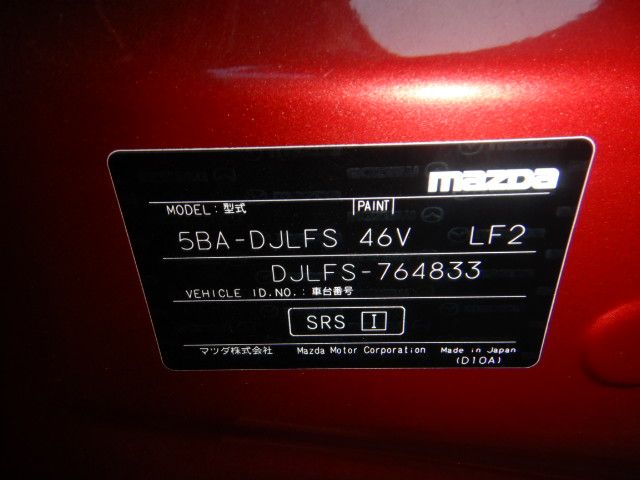 mazda
MODEL: 型式 PAINT
5BA-DJLFS 46V LF2
DJLFS-764833
VEHICLE ID.NO.: 車台番号
SRS I
マツダ株式会社 Mazda Motor Corporation Made in Japan
(D10A)